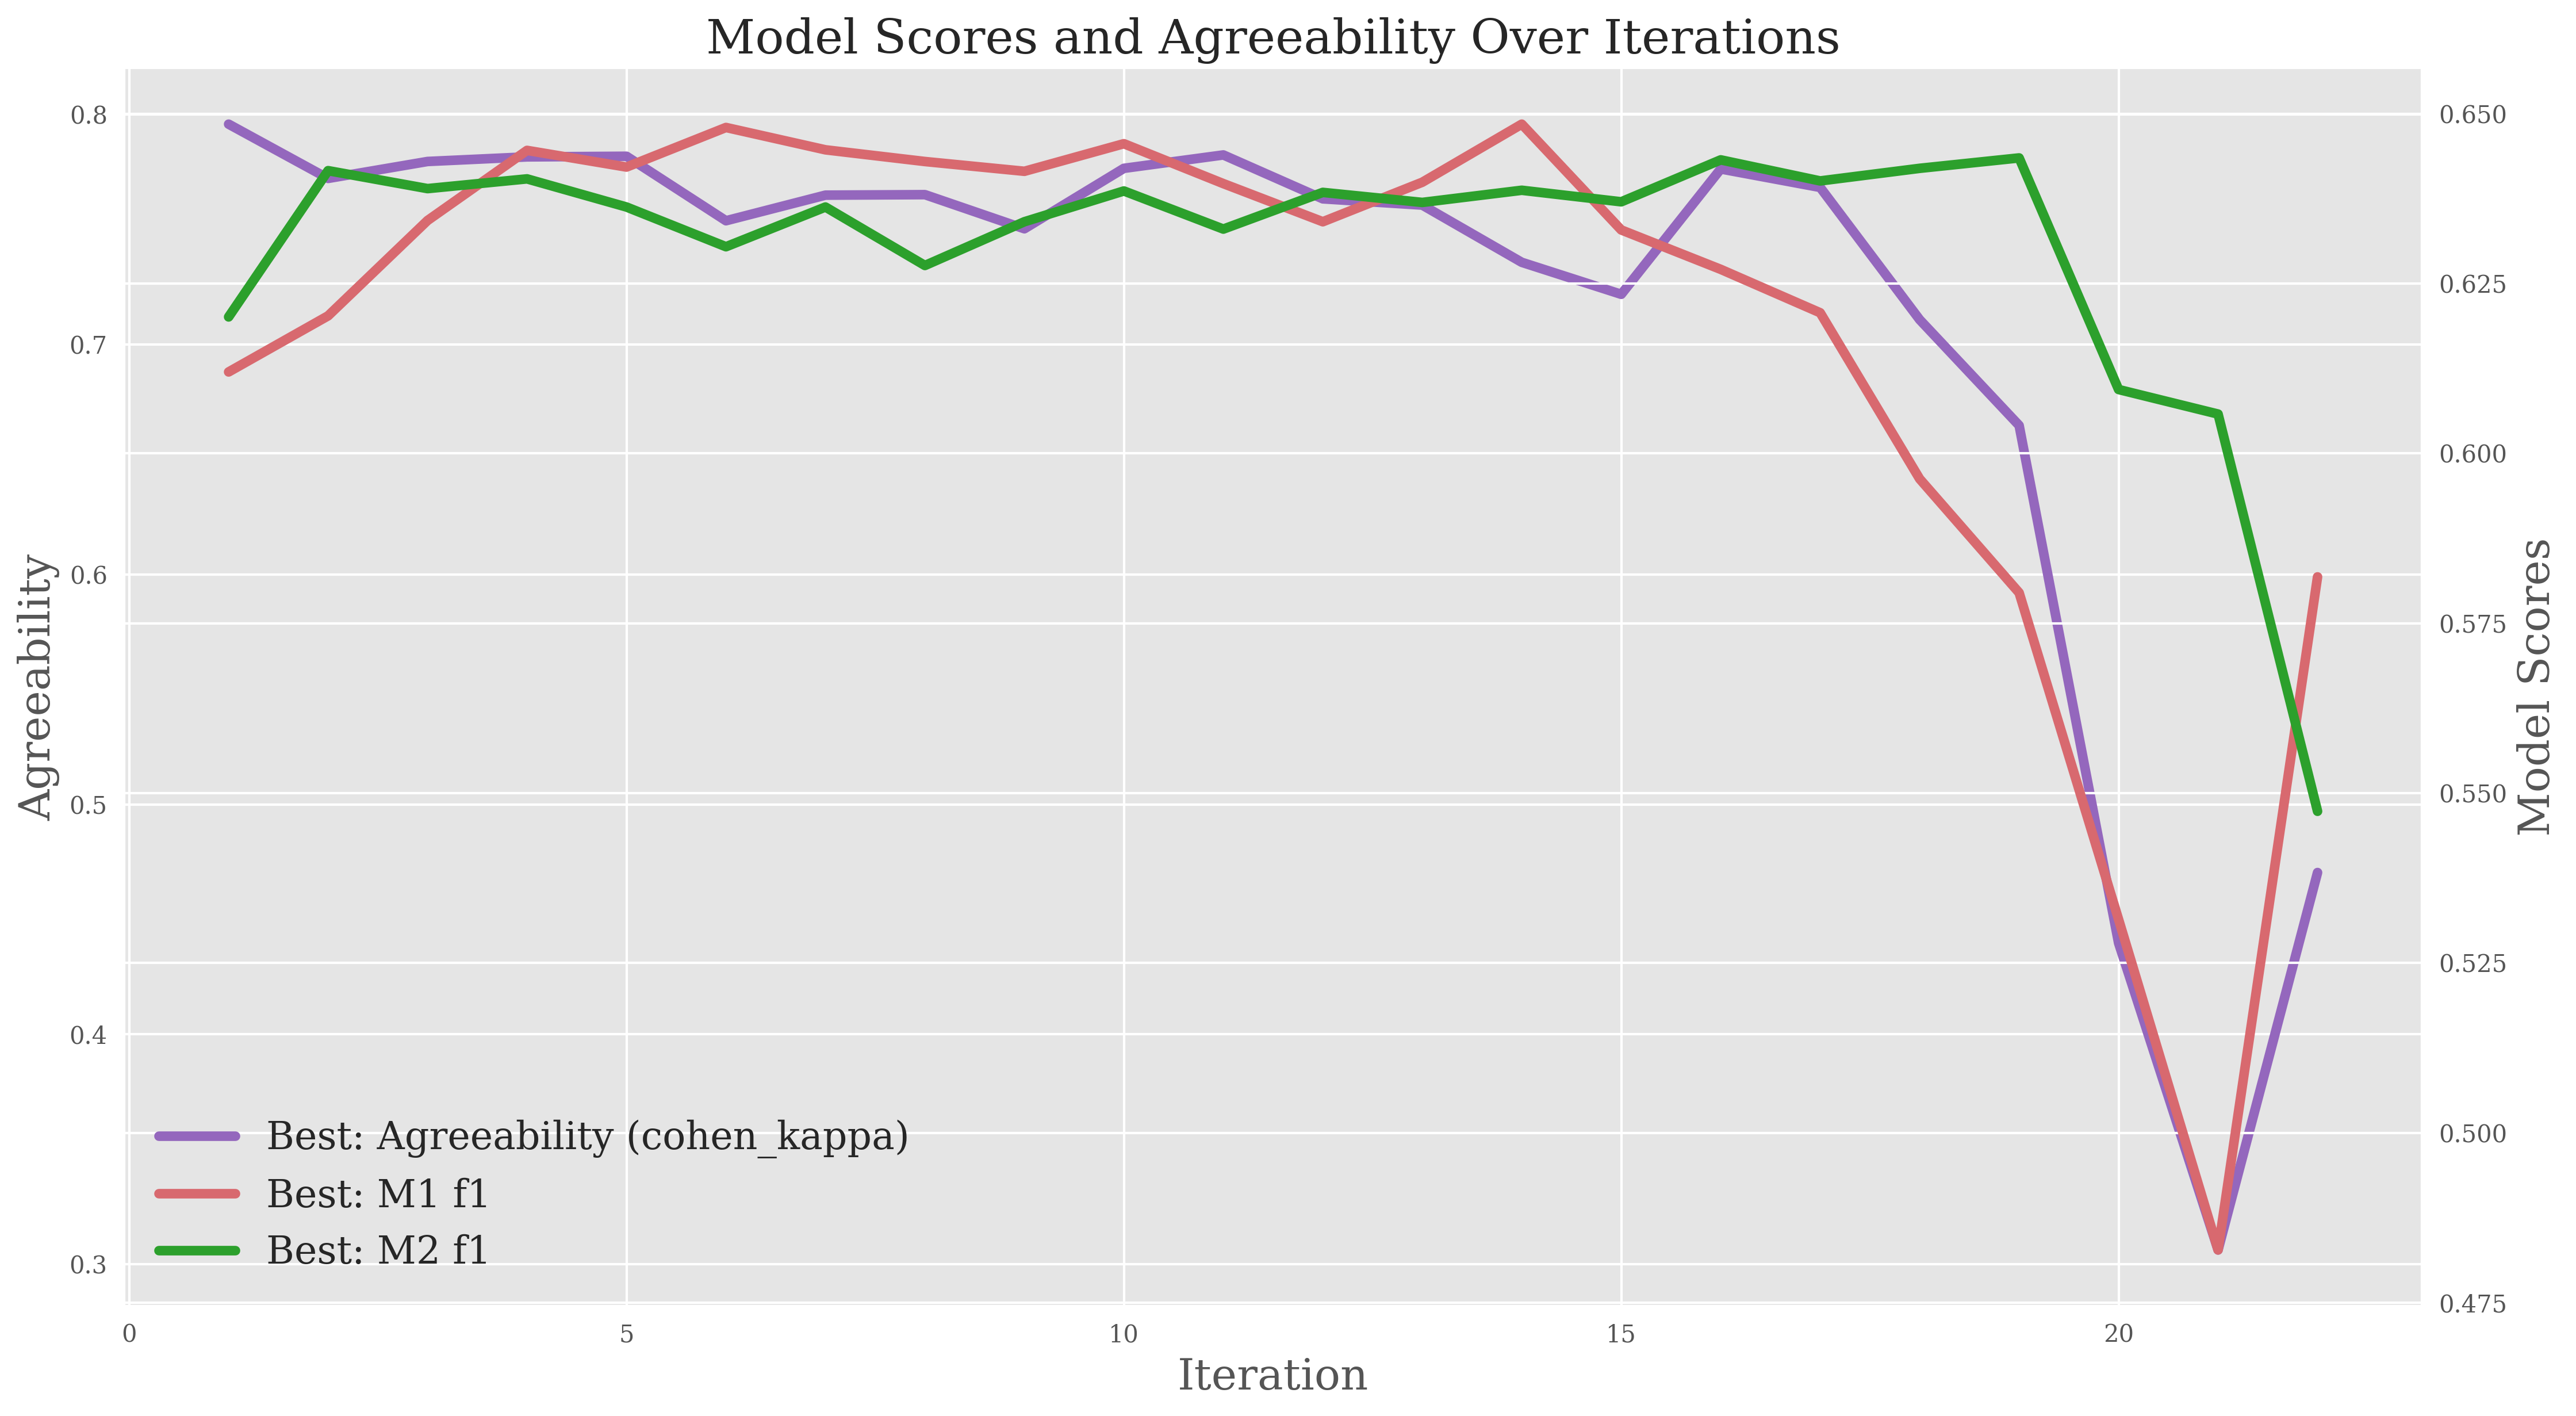 Model Scores and Agreeability Over Iterations
0.8
0.7
0.6
0.5
0.4
0.3
Agreeability
0.650
0.625
0.600
0.575
0.550
0.525
0.500
0.475
Model Scores
Best: Agreeability (cohen_kappa)
Best: M1 f1
Best: M2 f1
0 5 10 15 20
Iteration